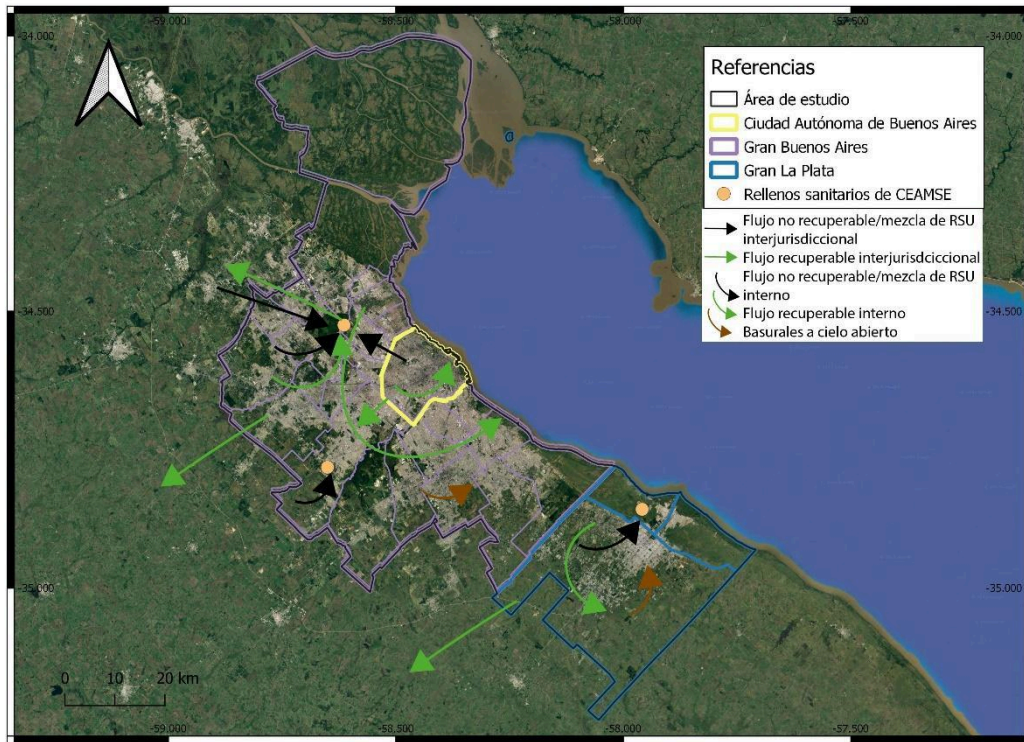 -59.000
-58.500
-58.000
-57.500
-34.000
-34.000
Referencias
Área de estudio
Ciudad Autónoma de Buenos Aires
Gran Buenos Aires
Gran La Plata
Rellenos sanitarios de CEAMSE
Flujo no recuperable/mezcla de RSU
interjurisdiccional
Flujo recuperable interjurisdciccional
Flujo no recuperable/mezcla de RSU
interno
Flujo recuperable interno
Basurales a cielo abierto
-34.500
-34.500
-35.000
-35.000
0 10 20 km
-59.000
-58.500
-58.000
-57.500